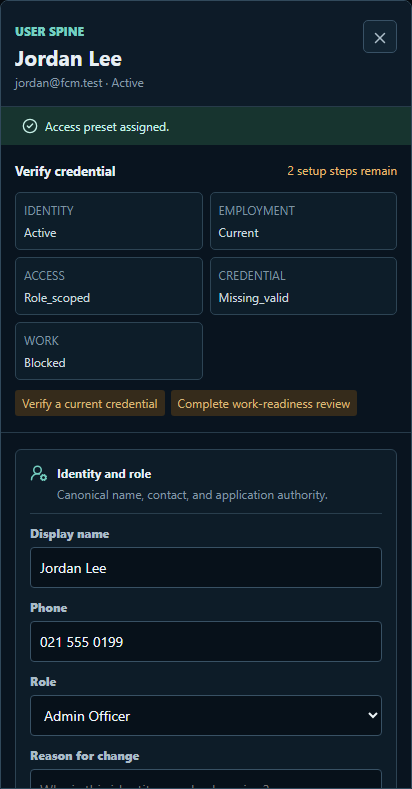 USER SPINE
Jordan Lee
jordan@fcm.test · Active
Access preset assigned.
Verify credential
2 setup steps remain
IDENTITY
Active
EMPLOYMENT
Current
ACCESS
Role_scoped
CREDENTIAL
Missing_valid
WORK
Blocked
Verify a current credential
Complete work-readiness review
Identity and role
Canonical name, contact, and application authority.
Display name
Jordan Lee
Phone
021 555 0199
Role
Admin Officer
Reason for change